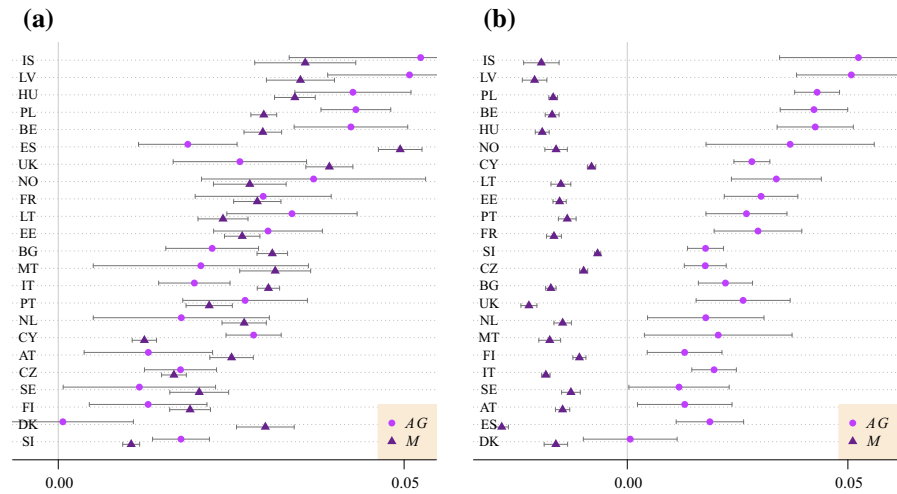 (a)
IS
LV
HU
PL
BE
ES
UK
NO
FR
LT
EE
BG
MT
IT
PT
NL
CY
AT
CZ
SE
FI
DK
SI
AG
M
0.00
0.05
(b)
IS
LV
PL
BE
HU
NO
CY
LT
EE
PT
FR
SI
CZ
BG
UK
NL
MT
FI
IT
SE
AT
ES
DK
AG
M
0.00
0.05